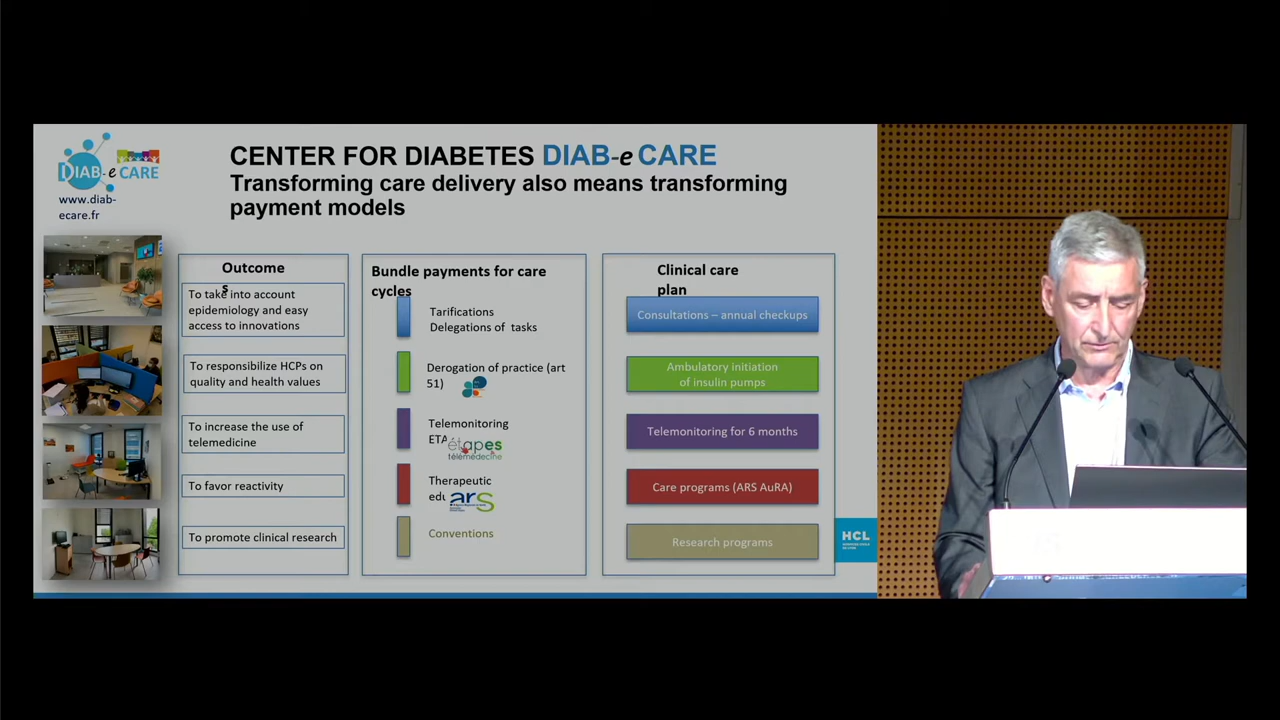 CENTER FOR DIABETES DIAB-e CARE
Transforming care delivery also means transforming
payment models
DIAB-e CARE
www.diab-
ecare.fr
Outcome
s
To take into account
epidemiology and easy
access to innovations
To responsibilize HCPs on
quality and health values
To increase the use of
telemedicine
To favor reactivity
To promote clinical research
Bundle payments for care
cycles
Tarifications
Delegations of tasks
Derogation of practice (art
51)
Telemonitoring
ETA
étapes
télémédecine
Therapeutic
edu
ars
Conventions
Clinical care
plan
Consultations – annual checkups
Ambulatory initiation
of insulin pumps
Telemonitoring for 6 months
Care programs (ARS AuRA)
Research programs
HCL